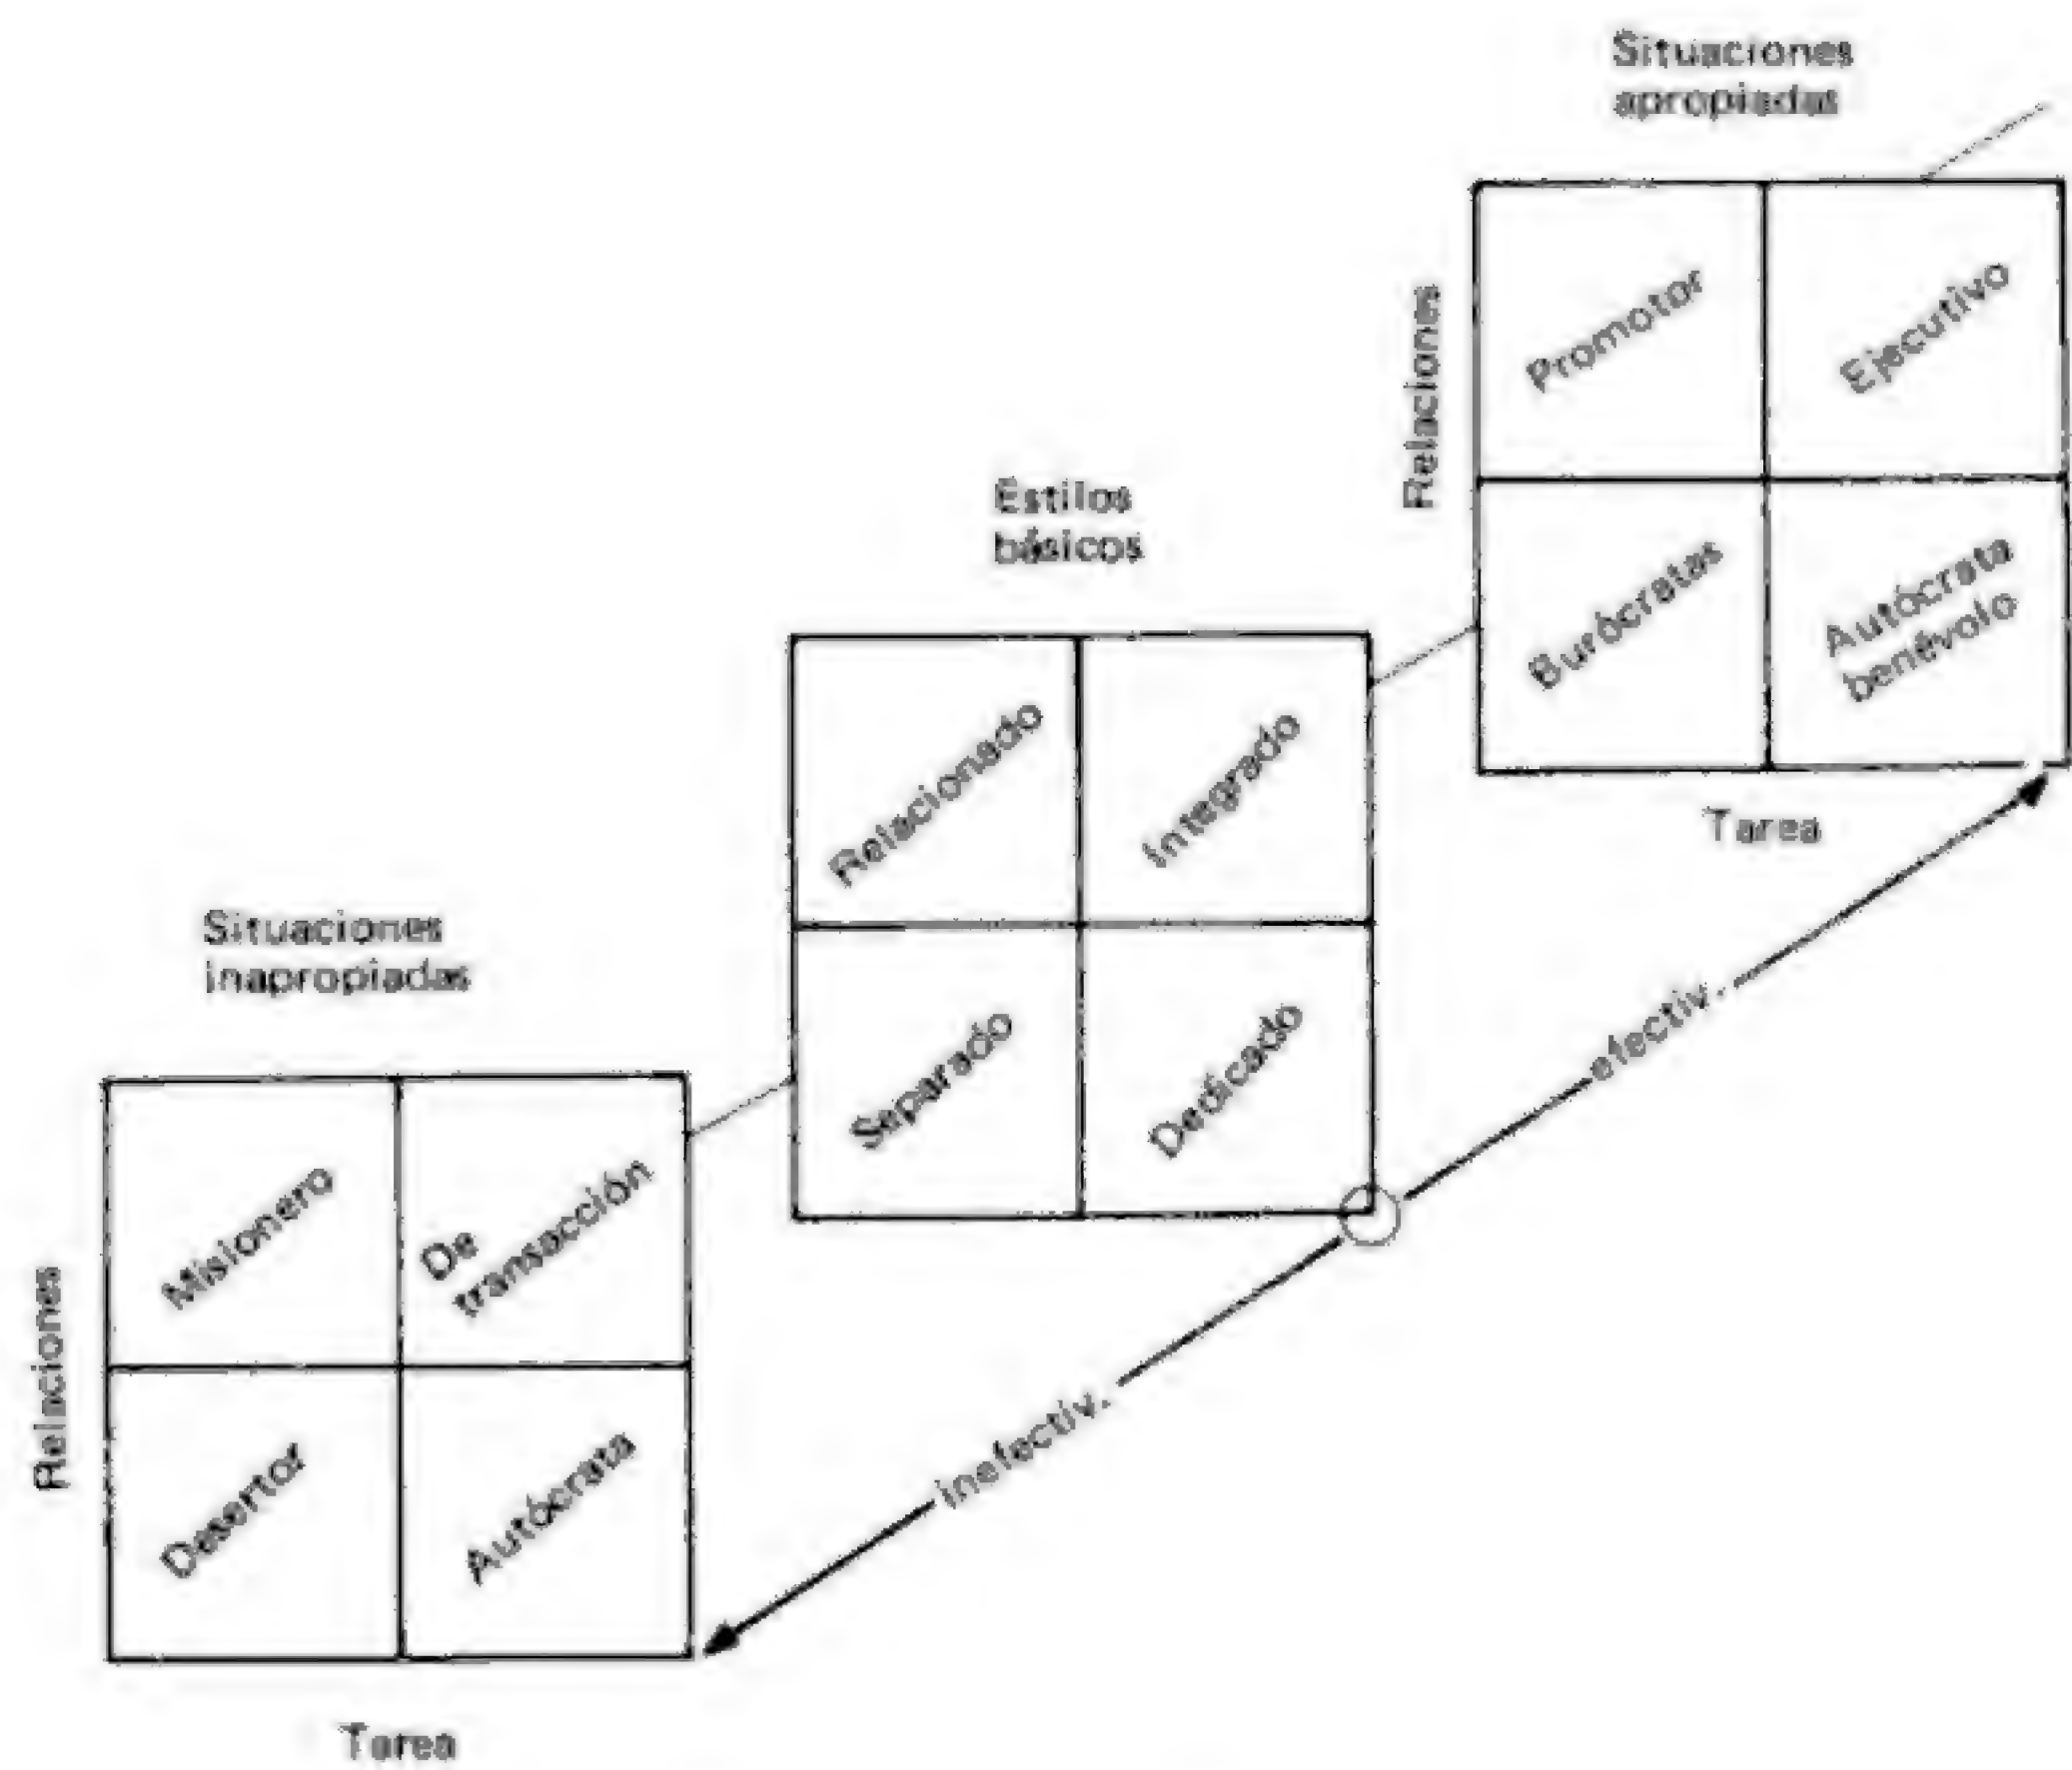 Situaciones
apropiadas
Relaciones
Promotor
Ejecutivo
Burócratas
Autócrata
benévolo
Tarea
Estilos
básicos
Relacionado
Integrado
Separado
Dedicado
efectiv.
inefectiv.
Situaciones
inapropiadas
Relaciones
Misionero
De
transacción
Desertor
Autócrata
Tarea